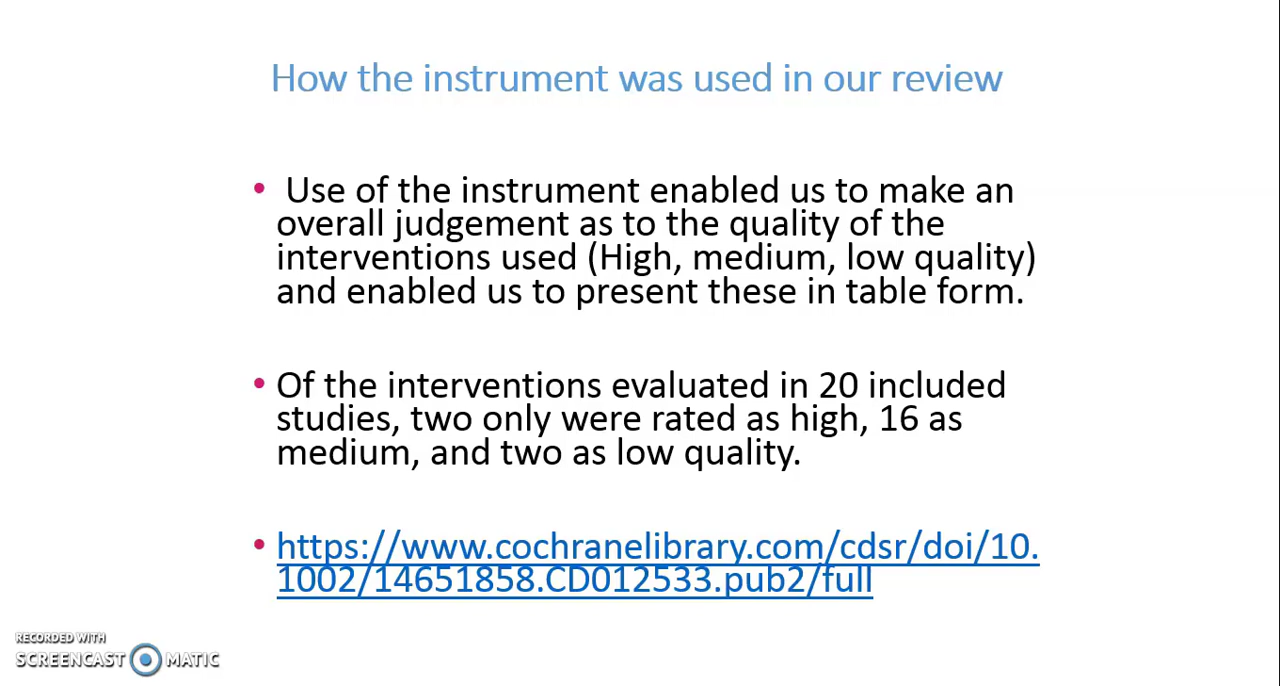 How the instrument was used in our review
• Use of the instrument enabled us to make an
overall judgement as to the quality of the
interventions used (High, medium, low quality)
and enabled us to present these in table form.
• Of the interventions evaluated in 20 included
studies, two only were rated as high, 16 as
medium, and two as low quality.
• https://www.cochranelibrary.com/cdsr/doi/10.
1002/14651858.CD012533.pub2/full
RECORDED WITH
SCREENCAST MATIC